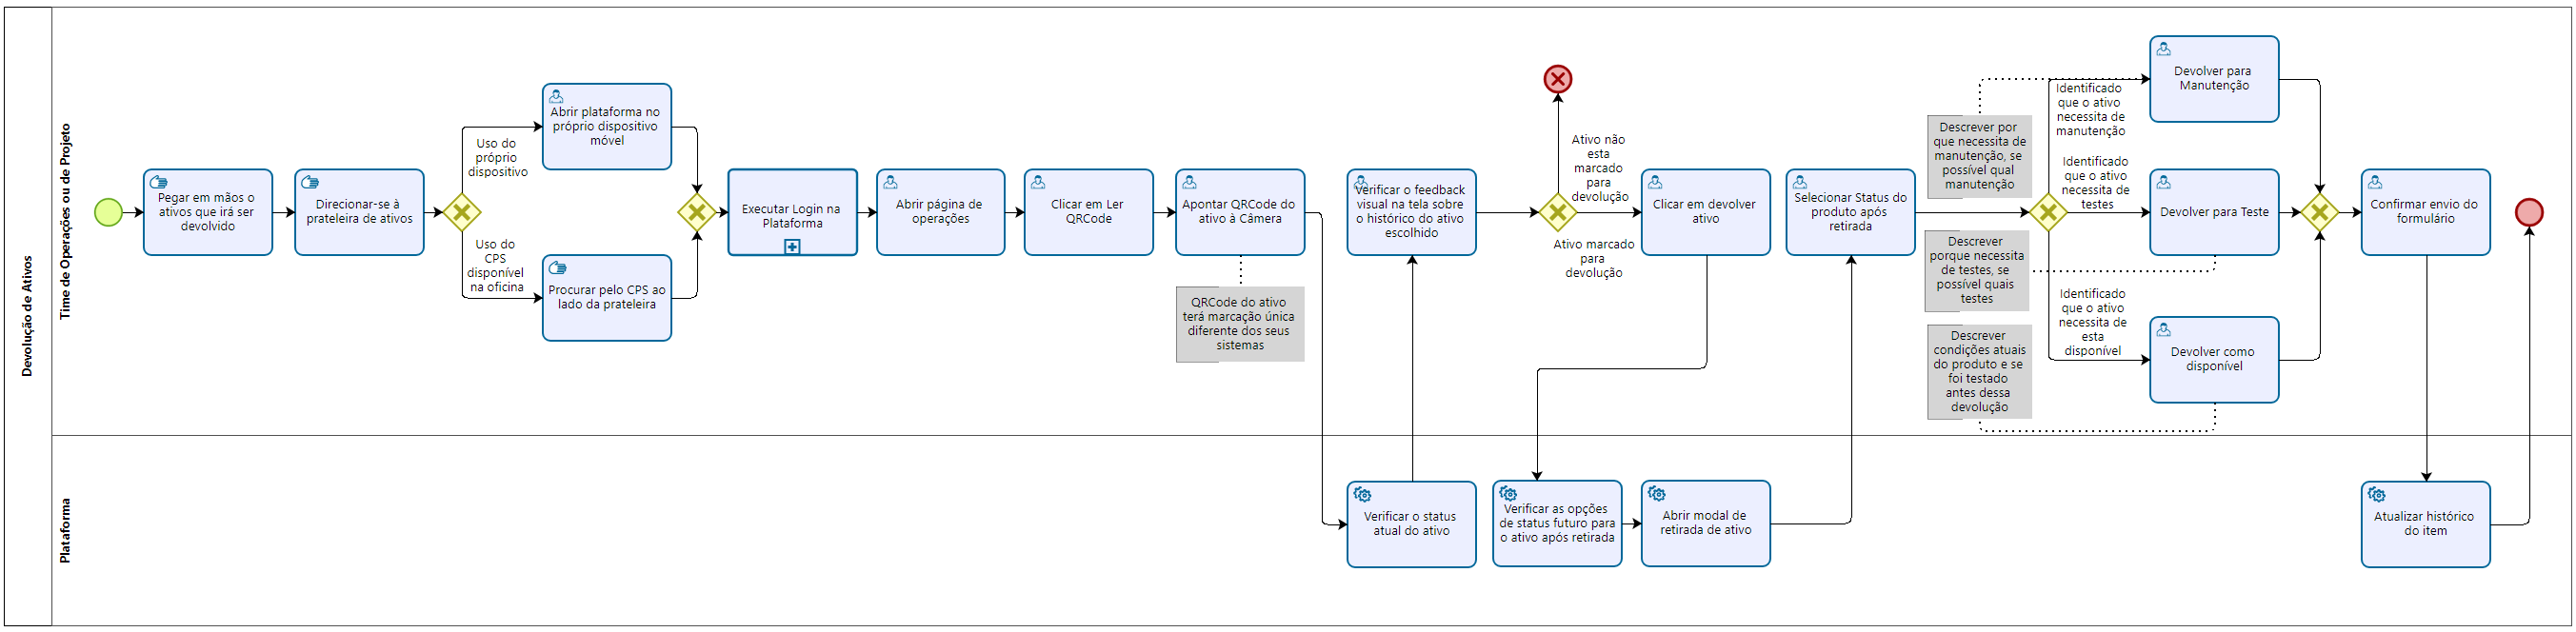 Devolução de Ativos
Time de Operações ou de Projeto
Pegar em mãos o
ativos que irá ser
devolvido
Direcionar-se à
prateleira de ativos
Uso do
próprio
dispositivo
Uso do
CPS
disponível
na oficina
Abrir plataforma no
próprio dispositivo
móvel
Procurar pelo CPS ao
lado da prateleira
Executar Login na
Plataforma
Abrir página de
operações
Clicar em Ler
QRCode
Apontar QRCode do
ativo à Câmera
QRCode do ativo
terá marcação única
diferente dos seus
sistemas
Verificar o feedback
visual na tela sobre
o histórico do ativo
escolhido
Ativo não
esta
marcado
para
devolução
Ativo marcado
para
devolução
Clicar em devolver
ativo
Selecionar Status do
produto após
retirada
Descrever por
que necessita de
manutenção, se
possível qual
manutenção
Descrever
porque necessita
de testes, se
possível quais
testes
Descrever
condições atuais
do produto e se
foi testado
antes dessa
devolução
Identificado
que o ativo
necessita de
manutenção
Identificado
que o ativo
necessita de
testes
Identificado
que o ativo
necessita de
esta
disponível
Devolver para
Manutenção
Devolver para Teste
Devolver como
disponível
Confirmar envio do
formulário
Plataforma
Verificar o status
atual do ativo
Verificar as opções
de status futuro para
o ativo após retirada
Abrir modal de
retirada de ativo
Atualizar histórico
do item